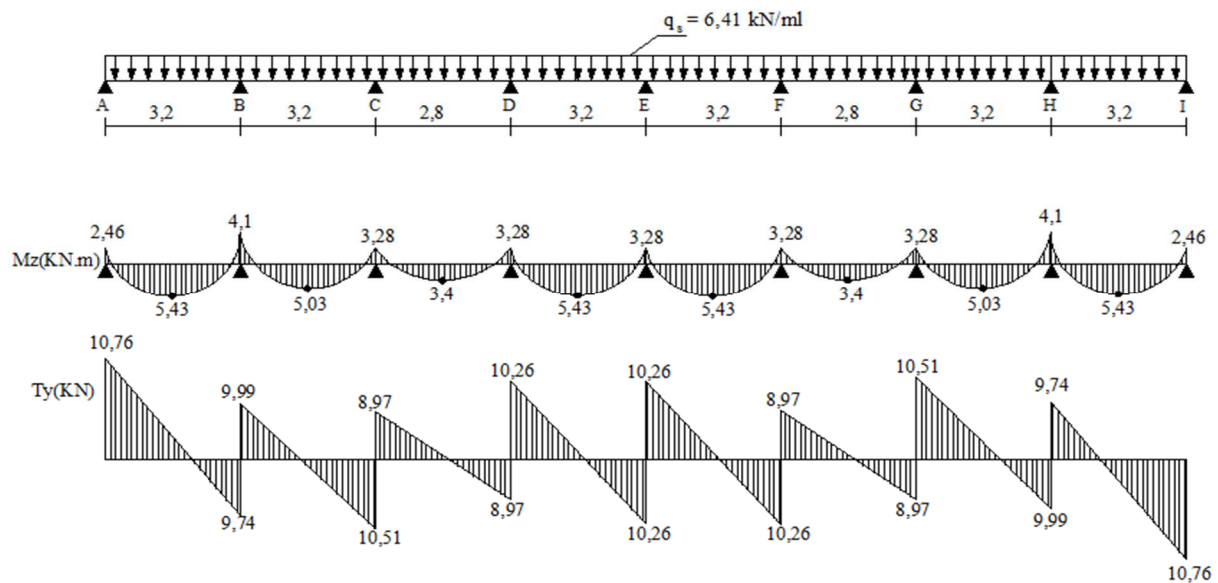 q_s = 6,41 kN/ml
A B C D E F G H I
3,2 3,2 2,8 3,2 3,2 2,8 3,2 3,2
2,46 4,1 3,28 3,28 3,28 3,28 3,28 4,1 2,46
Mz(KN.m)
5,43 5,03 3,4 5,43 5,43 3,4 5,03 5,43
10,76 9,99 8,97 10,26 10,26 8,97 10,51 9,74
Ty(KN)
9,74 10,51 8,97 10,26 10,26 8,97 9,99 10,76